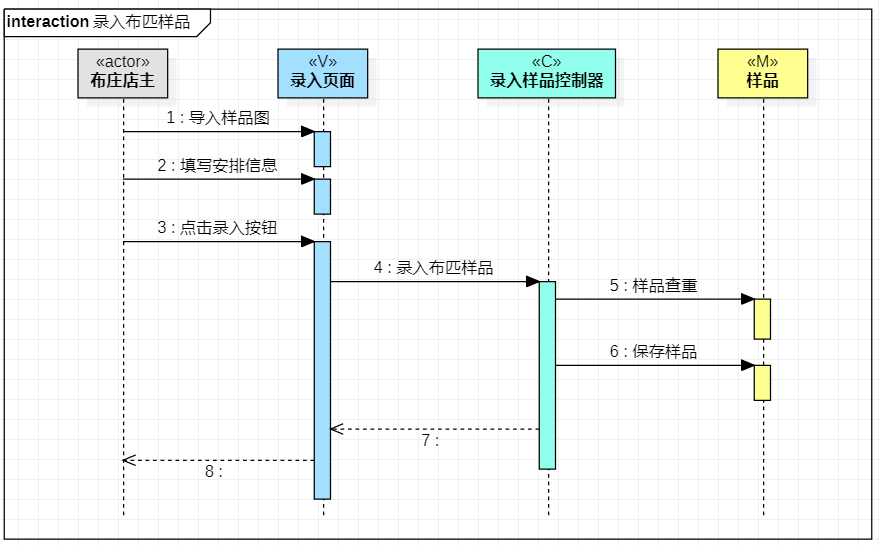 interaction 录入布匹样品
«actor»
布庄店主
«V»
录入页面
«C»
录入样品控制器
«M»
样品
1 : 导入样品图
2 : 填写安排信息
3 : 点击录入按钮
4 : 录入布匹样品
5 : 样品查重
6 : 保存样品
7 :
8 :